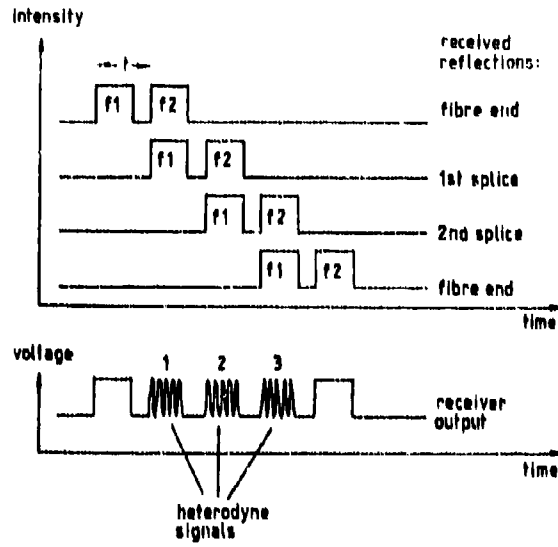 intensity
received
reflections:
t
f1 f2
fibre end
f1 f2
1st splice
f1 f2
2nd splice
f1 f2
fibre end
time
voltage
1 2 3
receiver
output
time
heterodyne
signals